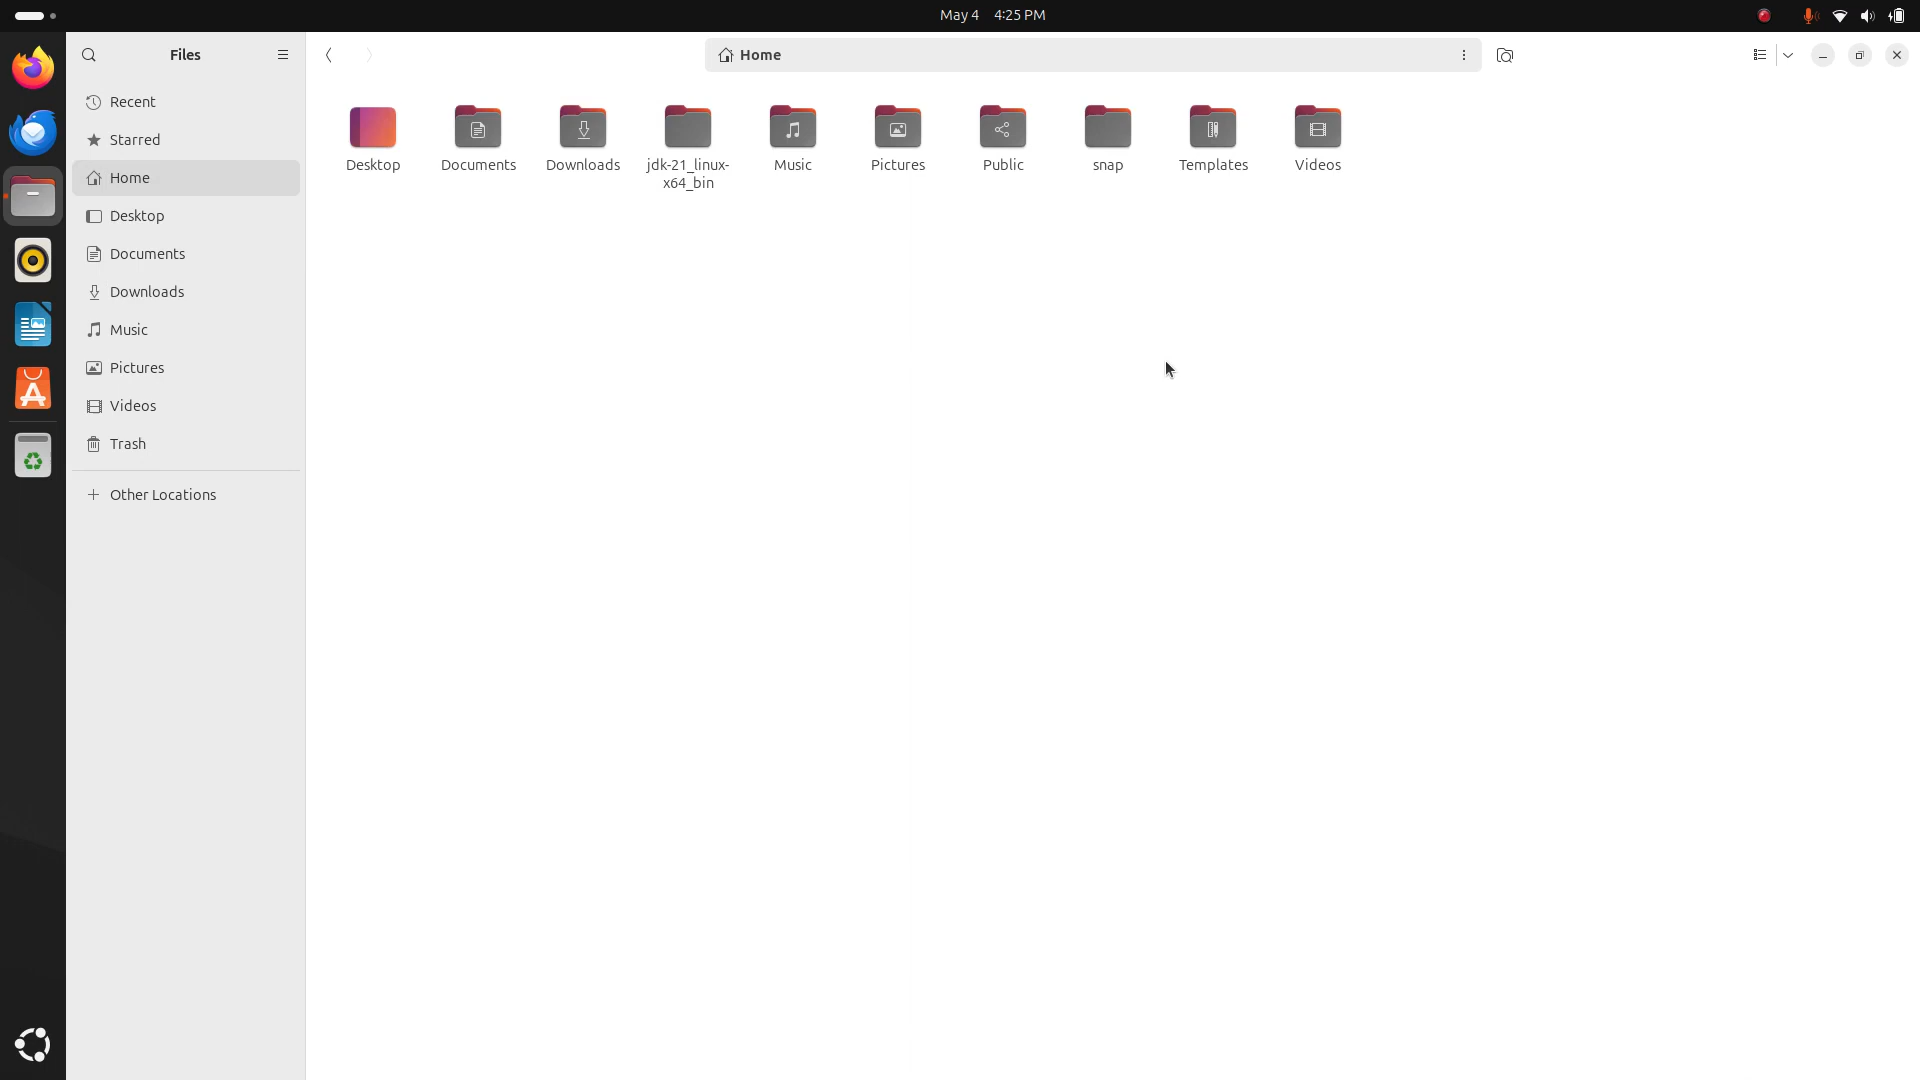 May 4 4:25 PM
Files
Home
Recent
Starred
Home
Desktop
Documents
Downloads
Music
Pictures
Videos
Trash
Other Locations
Desktop
Documents
Downloads
jdk-21_linux-
x64_bin
Music
Pictures
Public
snap
Templates
Videos